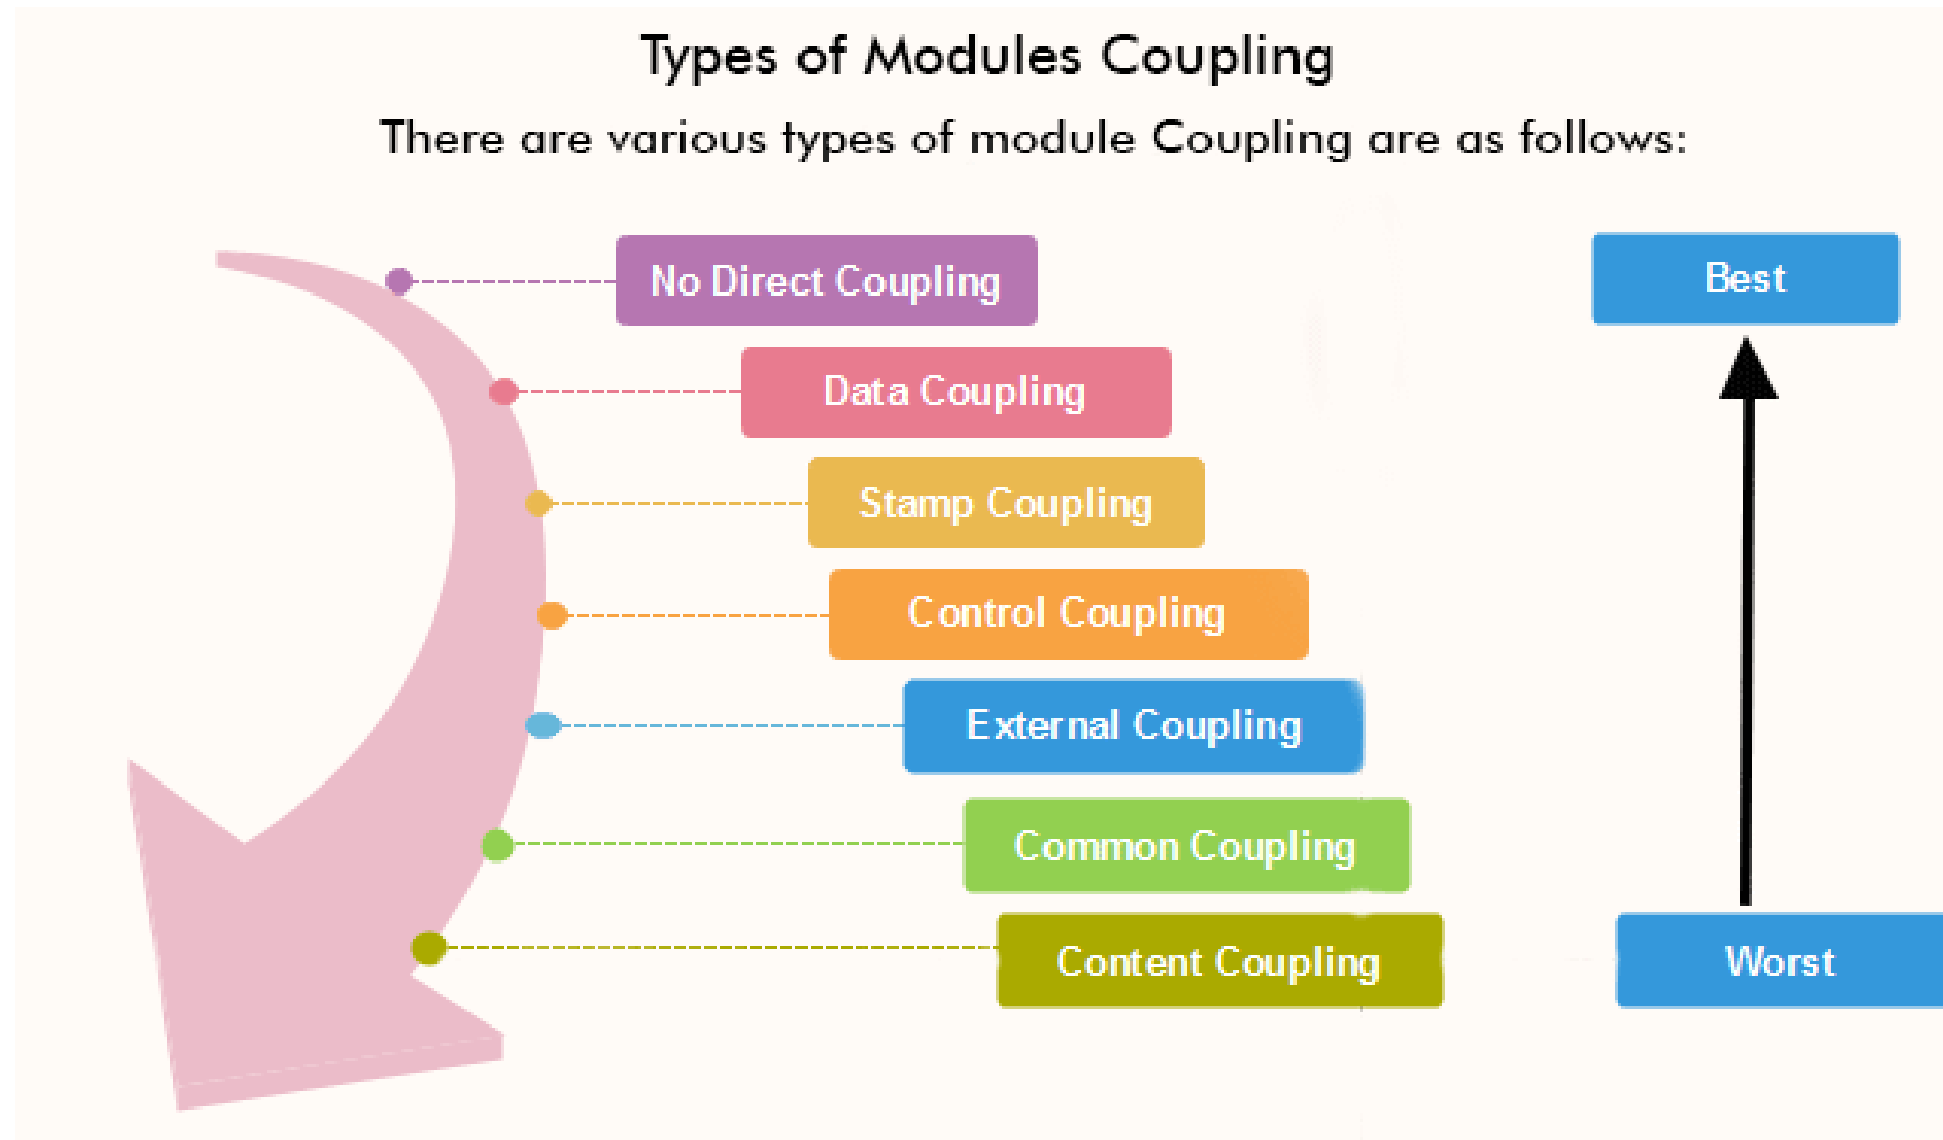 Types of Modules Coupling
There are various types of module Coupling are as follows:
No Direct Coupling
Best
Data Coupling
Stamp Coupling
Control Coupling
External Coupling
Common Coupling
Content Coupling
Worst